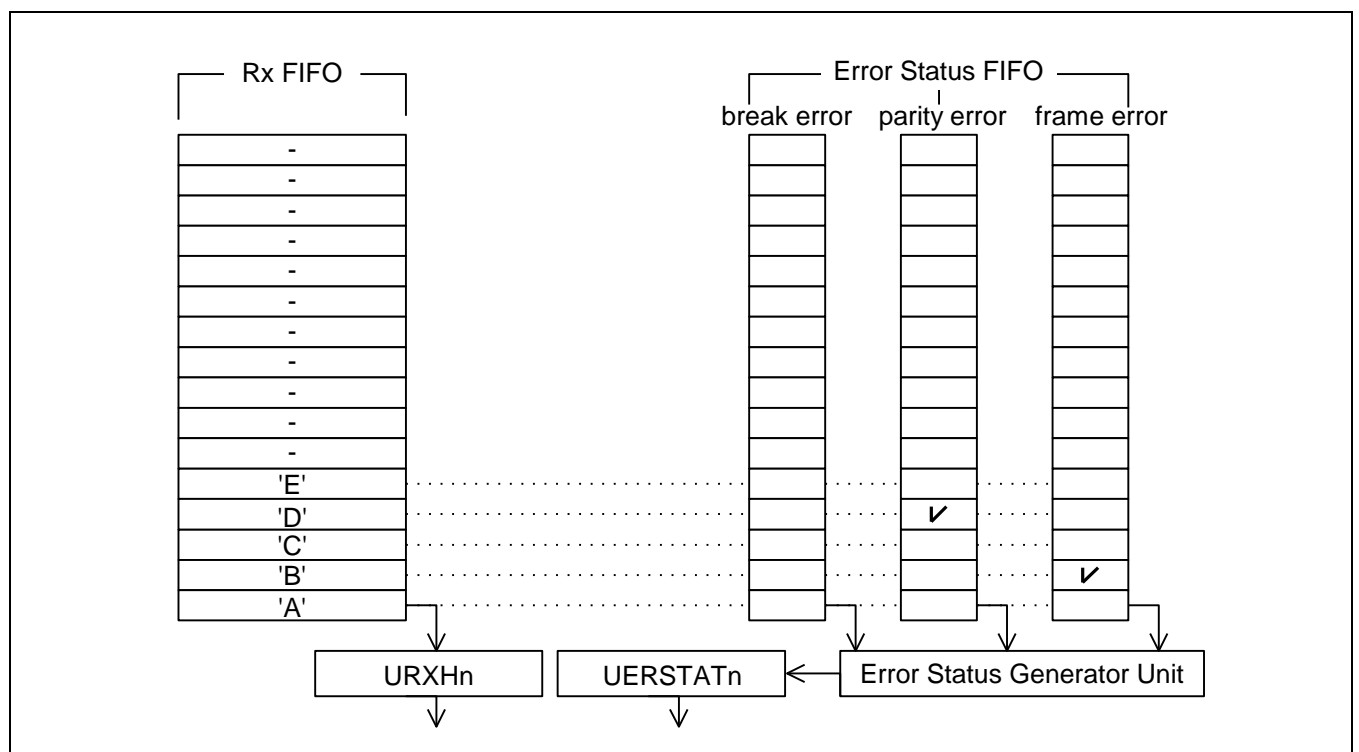 Rx FIFO
Error Status FIFO
break error parity error frame error
-
-
-
-
-
-
-
-
-
-
-
'E'
'D'
'C'
'B'
'A'
URXHn UERSTATn Error Status Generator Unit